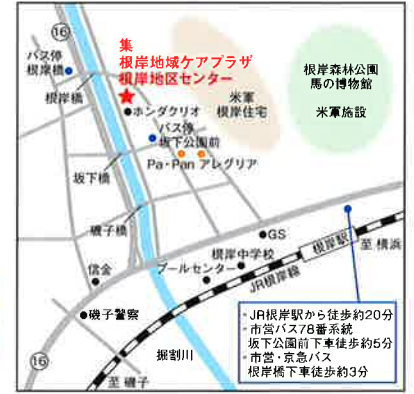 16
バス停
根岸橋
集
根岸地域ケアプラザ
根岸地区センター
根岸橋
ホンダクリオ
バス停
坂下公園前
Pa・Pan アレグリア
坂下橋
米軍
根岸住宅
根岸森林公園
馬の博物館
米軍施設
磯子橋
GS
根岸中学校
プールセンター
根岸駅
至 横浜
JR根岸線
信金
磯子警察
掘割川
16
至 磯子
・JR根岸駅から徒歩約20分
・市営バス78番系統
坂下公園前下車徒歩約5分
・市営・京急バス
根岸橋下車徒歩約3分